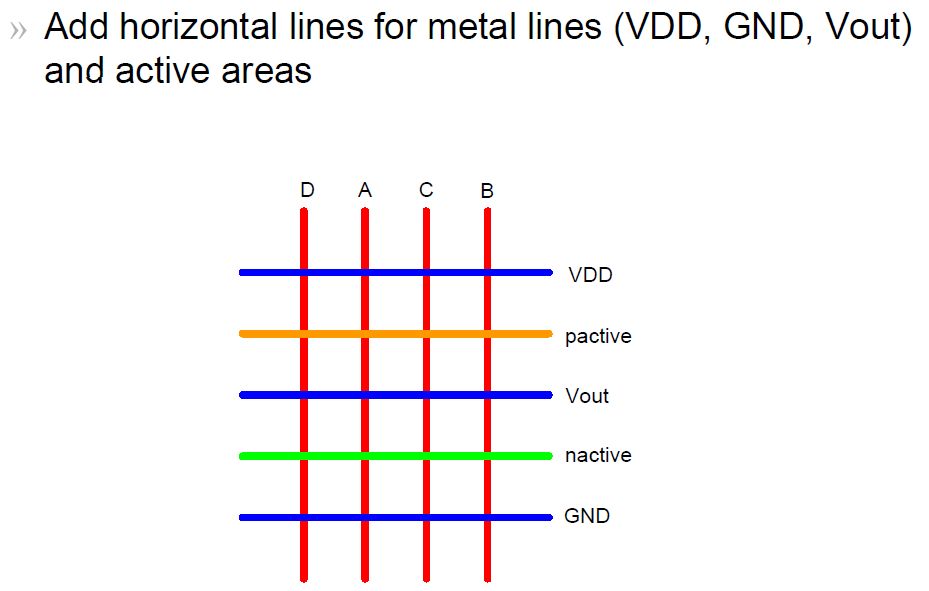 » Add horizontal lines for metal lines (VDD, GND, Vout)
and active areas
D A C B
VDD
pactive
Vout
nactive
GND